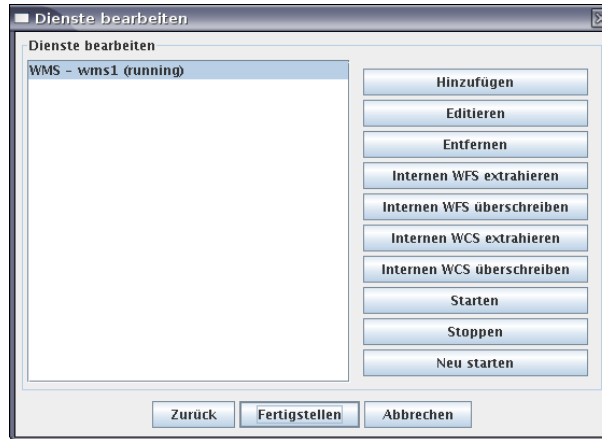 Dienste bearbeiten
Dienste bearbeiten
WMS - wms1 (running)
Hinzufügen
Editieren
Entfernen
Internen WFS extrahieren
Internen WFS überschreiben
Internen WCS extrahieren
Internen WCS überschreiben
Starten
Stoppen
Neu starten
Zurück Fertigstellen Abbrechen